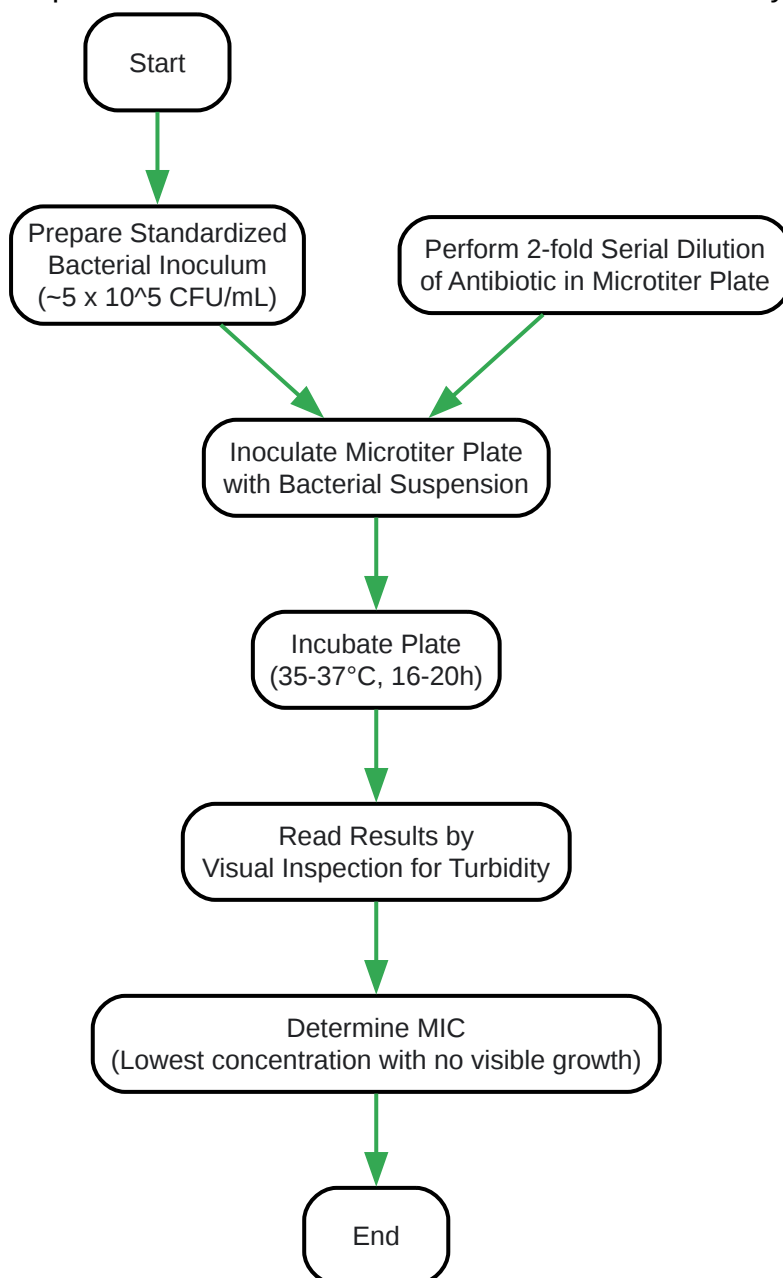 Start
Prepare Standardized
Bacterial Inoculum
(~5 x 10^5 CFU/mL)
Perform 2-fold Serial Dilution
of Antibiotic in Microtiter Plate
Inoculate Microtiter Plate
with Bacterial Suspension
Incubate Plate
(35-37°C, 16-20h)
Read Results by
Visual Inspection for Turbidity
Determine MIC
(Lowest concentration with no visible growth)
End